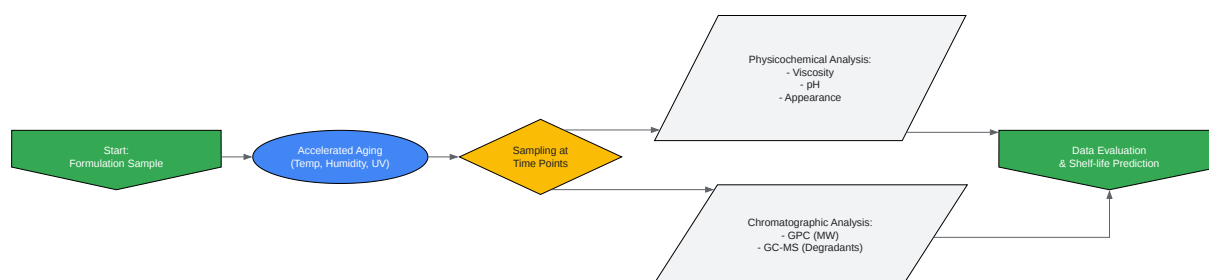 Start:
Formulation Sample
Accelerated Aging
(Temp, Humidity, UV)
Sampling at
Time Points
Physicochemical Analysis:
- Viscosity
- pH
- Appearance
Chromatographic Analysis:
- GPC (MW)
- GC-MS (Degradants)
Data Evaluation
& Shelf-life Prediction